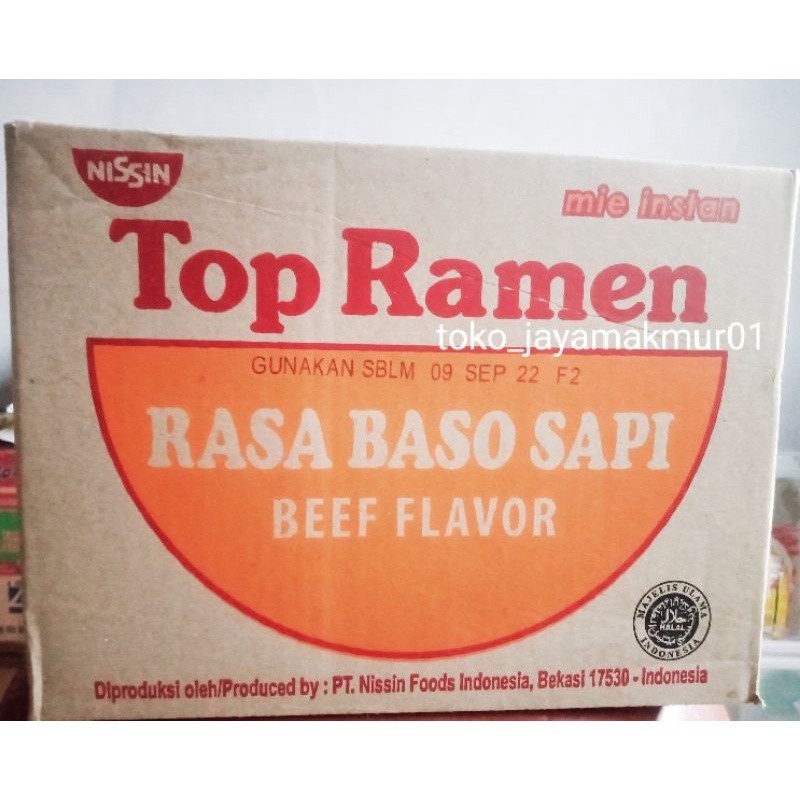 NISSIN
mie instan
Top Ramen
toko_jayamakmur01
GUNAKAN SBLM 09 SEP 22 F2
RASA BASO SAPI
BEEF FLAVOR
MAJELIS ULAMA
حلال
HALAL
INDONESIA
Diproduksi oleh/Produced by : PT. Nissin Foods Indonesia, Bekasi 17530 - Indonesia